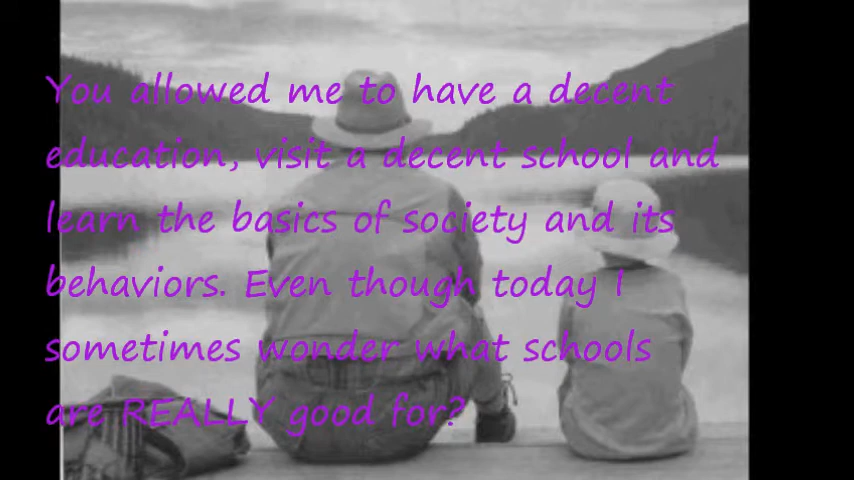 You allowed me to have a decent
education, visit a decent school and
learn the basics of society and its
behaviors. Even though today I
sometimes wonder what schools
are REALLY good for?